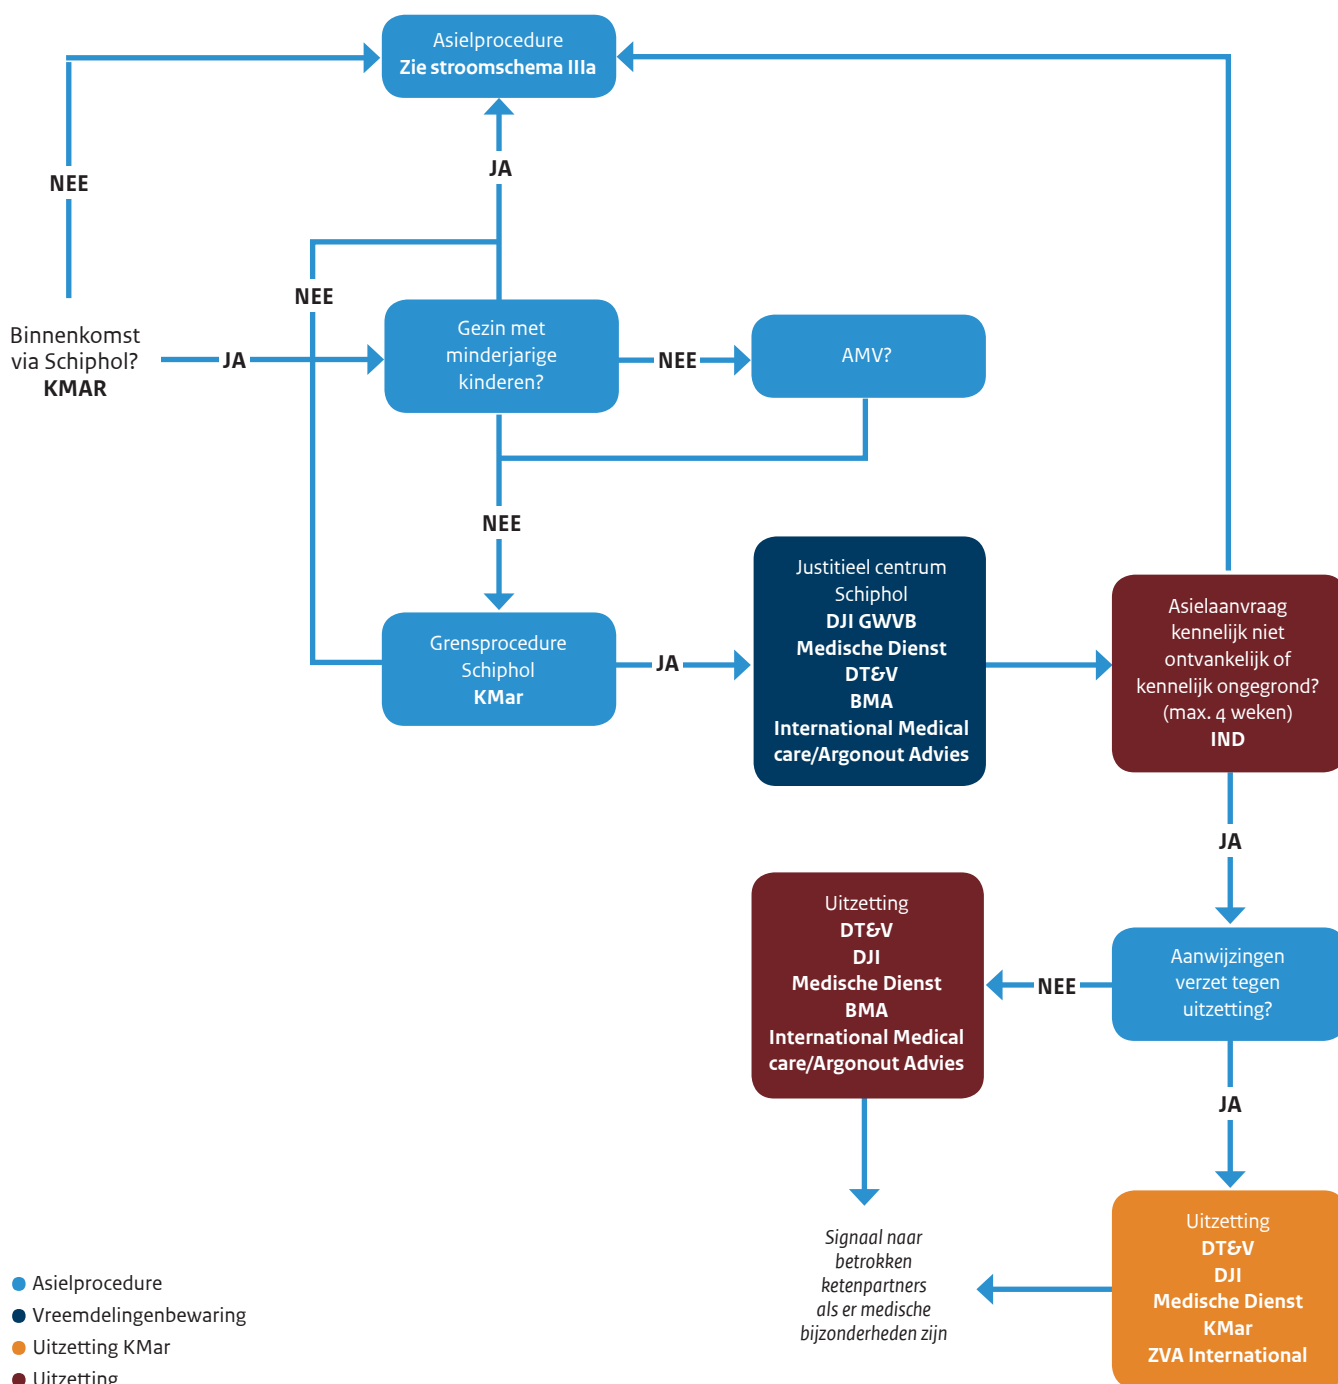 Asielprocedure
Zie stroomschema IIIa
NEE
JA
NEE
Binnenkomst
via Schiphol?
KMAR
JA
Gezin met
minderjarige
kinderen?
NEE
AMV?
NEE
Grensprocedure
Schiphol
KMar
JA
Justitieel centrum
Schiphol
DJI GWVB
Medische Dienst
DT&V
BMA
International Medical
care/Argonout Advies
Asielaanvraag
kennelijk niet
ontvankelijk of
kennelijk ongegrond?
(max. 4 weken)
IND
JA
Uitzetting
DT&V
DJI
Medische Dienst
BMA
International Medical
care/Argonout Advies
NEE
Aanwijzingen
verzet tegen
uitzetting?
JA
Signaal naar
betrokken
ketenpartners
als er medische
bijzonderheden zijn
Uitzetting
DT&V
DJI
Medische Dienst
KMar
ZVA International
Asielprocedure
Vreemdelingenbewaring
Uitzetting KMar
Uitzetting